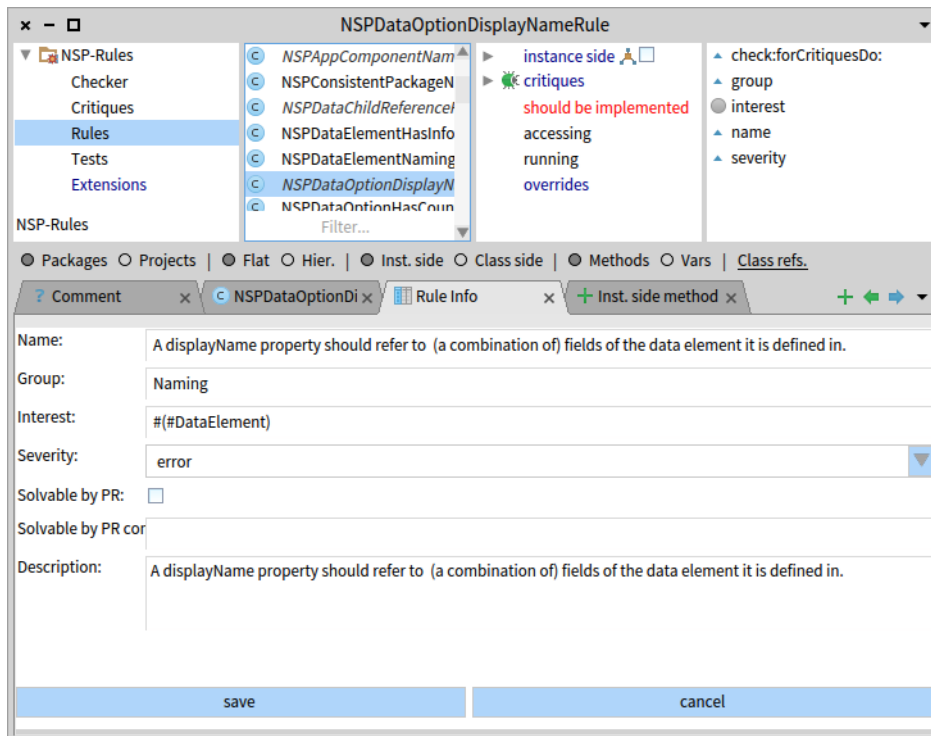 NSPDataOptionDisplayNameRule
NSP-Rules
Checker
Critiques
Rules
Tests
Extensions
NSP-Rules
NSPAppComponentNam
NSPConsistentPackageN
NSPDataChildReference
NSPDataElementHasInfo
NSPDataElementNaming
NSPDataOptionDisplayN
NSPDataOptionHasCoun
Filter...
instance side
critiques
should be implemented
accessing
running
overrides
check:forCritiquesDo:
group
interest
name
severity
Packages Projects | Flat Hier. | Inst. side Class side | Methods Vars | Class refs.
? Comment NSPDataOptionDi Rule Info Inst. side method
Name: A displayName property should refer to (a combination of) fields of the data element it is defined in.
Group: Naming
Interest: #(#DataElement)
Severity: error
Solvable by PR:
Solvable by PR cor
Description: A displayName property should refer to (a combination of) fields of the data element it is defined in.
save cancel